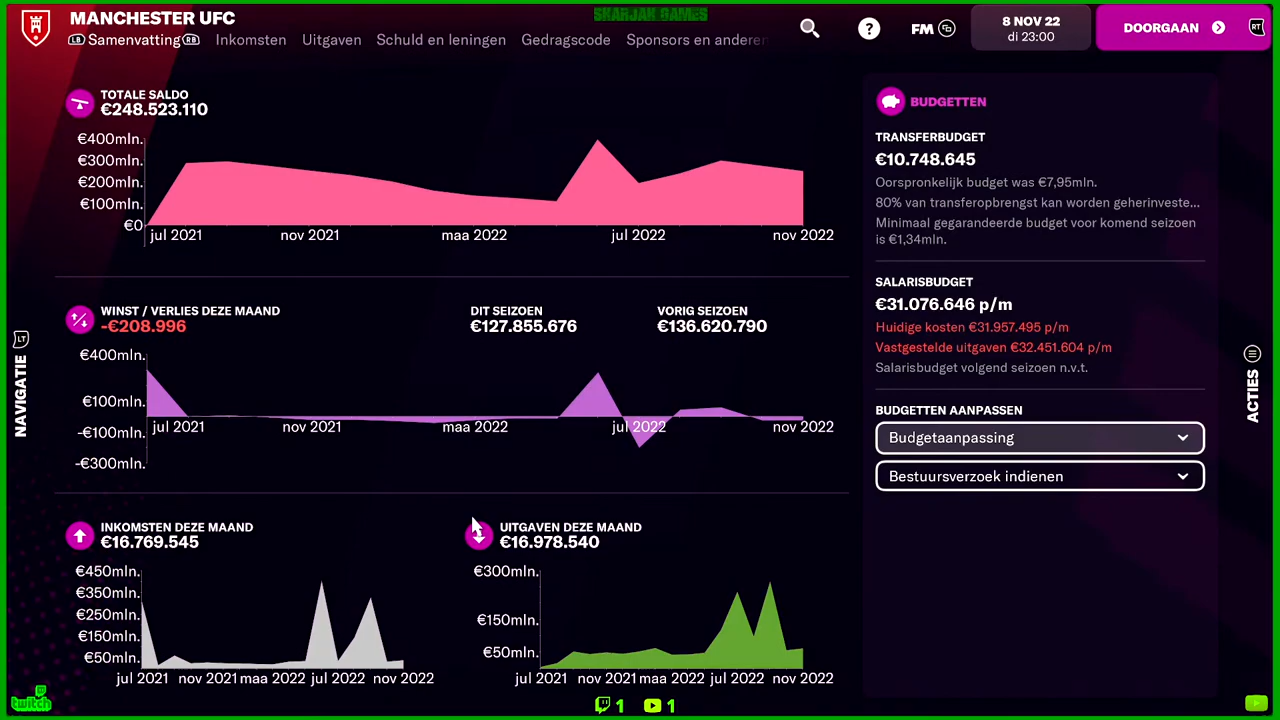 SKARJAK GAMES
MANCHESTER UFC
LB Samenvatting RB Inkomsten Uitgaven Schuld en leningen Gedragscode Sponsors en anderen
? FM 8 NOV 22 di 23:00 DOORGAAN RT
TOTALE SALDO
€248.523.110
€400mln.
€300mln.
€200mln.
€100mln.
€0
jul 2021 nov 2021 maa 2022 jul 2022 nov 2022
WINST / VERLIES DEZE MAAND DIT SEIZOEN VORIG SEIZOEN
-€208.996 €127.855.676 €136.620.790
€400mln.
€100mln.
-€100mln.
-€300mln.
jul 2021 nov 2021 maa 2022 jul 2022 nov 2022
INKOMSTEN DEZE MAAND
€16.769.545
€450mln.
€350mln.
€250mln.
€150mln.
€50mln.
jul 2021 nov 2021 maa 2022 jul 2022 nov 2022
UITGAVEN DEZE MAAND
€16.978.540
€300mln.
€150mln.
€50mln.
jul 2021 nov 2021 maa 2022 jul 2022 nov 2022
BUDGETTEN
TRANSFERBUDGET
€10.748.645
Oorspronkelijk budget was €7,95mln.
80% van transferopbrengst kan worden geherinveste...
Minimaal gegarandeerde budget voor komend seizoen
is €1,34mln.
SALARISBUDGET
€31.076.646 p/m
Huidige kosten €31.957.495 p/m
Vastgestelde uitgaven €32.451.604 p/m
Salarisbudget volgend seizoen n.v.t.
BUDGETTEN AANPASSEN
Budgetaanpassing
Bestuursverzoek indienen
NAVIGATIE LT
ACTIES
twitch
1 1